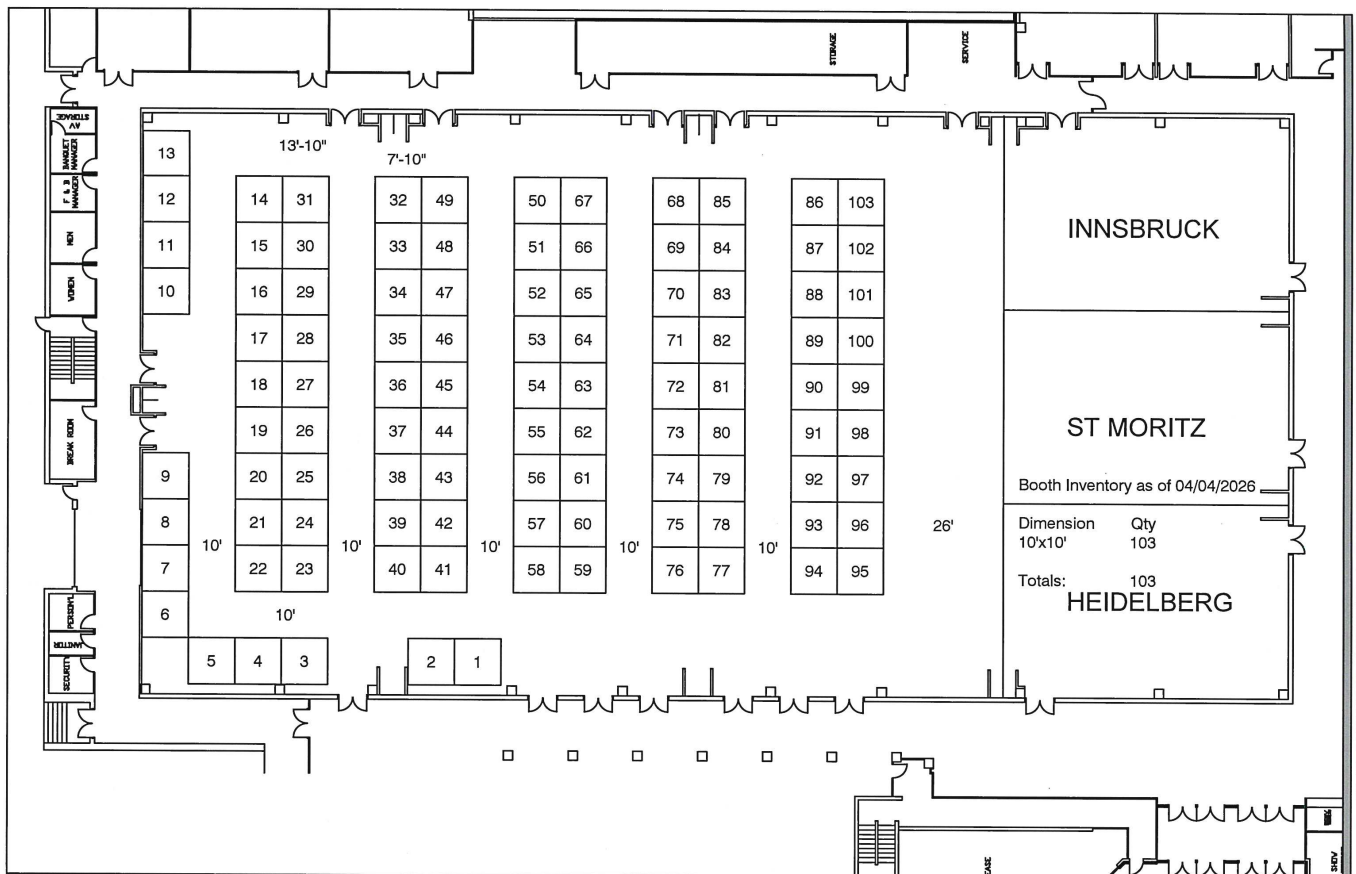 STORAGE
SERVICE
AV
STORAGE
BANQUET
MANAGER
F & B
MANAGER
MEN
WOMEN
BREAK ROOM
PERSON'L
JANITOR
SECURITY
13'-10"
7'-10"
13
12
14 31 32 49 50 67 68 85 86 103
11
15 30 33 48 51 66 69 84 87 102
10
16 29 34 47 52 65 70 83 88 101
17 28 35 46 53 64 71 82 89 100
18 27 36 45 54 63 72 81 90 99
19 26 37 44 55 62 73 80 91 98
9
20 25 38 43 56 61 74 79 92 97
8
21 24 39 42 57 60 75 78 93 96
10' 10' 10' 10' 10' 26'
7
22 23 40 41 58 59 76 77 94 95
6
10'
5 4 3 2 1
INNSBRUCK
ST MORITZ
Booth Inventory as of 04/04/2026
Dimension Qty
10'x10' 103
Totals: 103
HEIDELBERG
EASE
SHOW